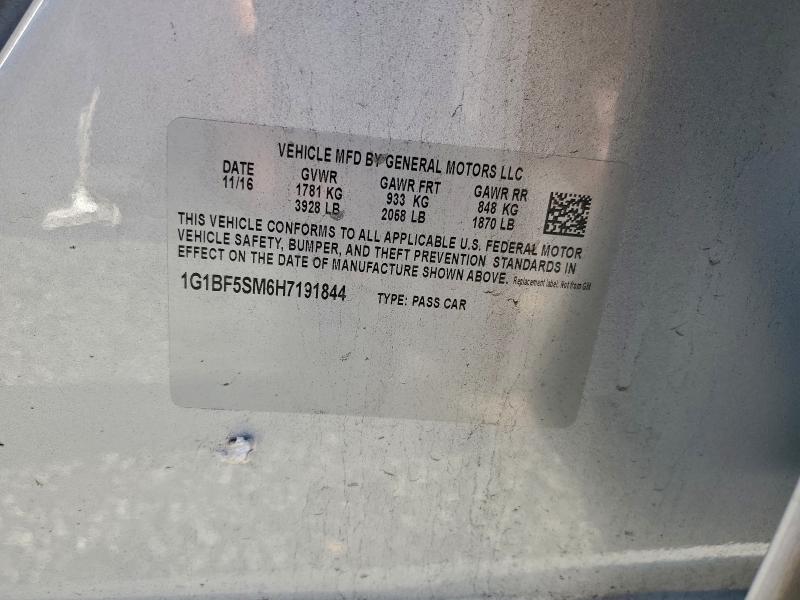 VEHICLE MFD BY GENERAL MOTORS LLC
DATE GVWR GAWR FRT GAWR RR
11/16 1781 KG 933 KG 848 KG
3928 LB 2068 LB 1870 LB
THIS VEHICLE CONFORMS TO ALL APPLICABLE U.S. FEDERAL MOTOR
VEHICLE SAFETY, BUMPER, AND THEFT PREVENTION STANDARDS IN
EFFECT ON THE DATE OF MANUFACTURE SHOWN ABOVE. Replacement label. Not from GM
1G1BF5SM6H7191844 TYPE: PASS CAR